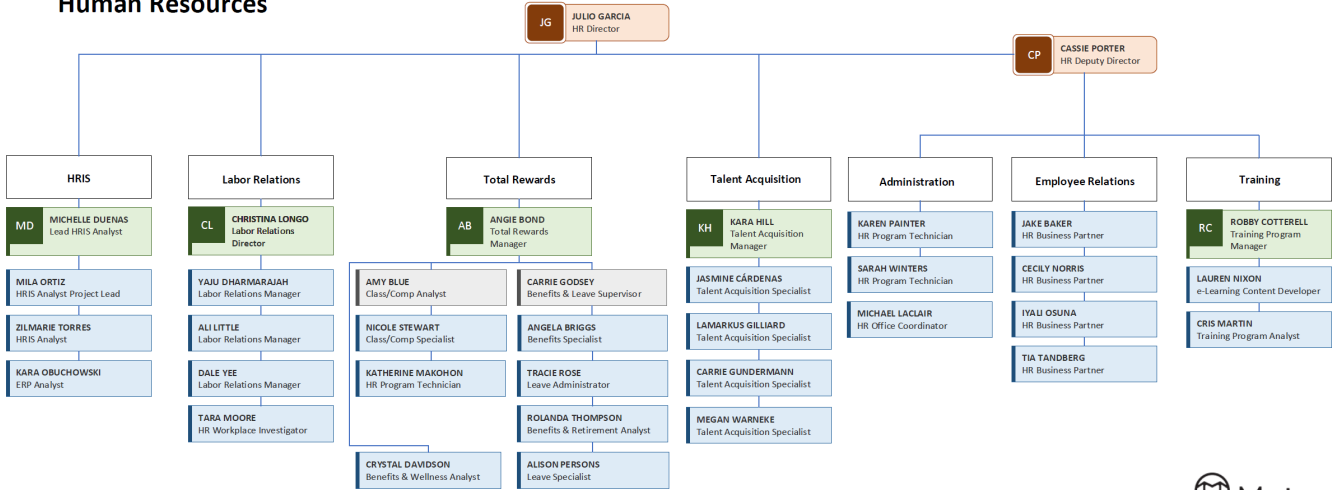 Human Resources
JG
JULIO GARCIA
HR Director
CP
CASSIE PORTER
HR Deputy Director
HRIS
MD
MICHELLE DUENAS
Lead HRIS Analyst
MILA ORTIZ
HRIS Analyst Project Lead
ZILMARIE TORRES
HRIS Analyst
KARA OBUCHOWSKI
ERP Analyst
Labor Relations
CL
CHRISTINA LONGO
Labor Relations
Director
YAJU DHARMARAJAH
Labor Relations Manager
ALI LITTLE
Labor Relations Manager
DALE YEE
Labor Relations Manager
TARA MOORE
HR Workplace Investigator
Total Rewards
AB
ANGIE BOND
Total Rewards
Manager
AMY BLUE
Class/Comp Analyst
NICOLE STEWART
Class/Comp Specialist
KATHERINE MAKOHON
HR Program Technician
CRYSTAL DAVIDSON
Benefits & Wellness Analyst
CARRIE GODSEY
Benefits & Leave Supervisor
ANGELA BRIGGS
Benefits Specialist
TRACIE ROSE
Leave Administrator
ROLANDA THOMPSON
Benefits & Retirement Analyst
ALISON PERSONS
Leave Specialist
Talent Acquisition
KH
KARA HILL
Talent Acquisition
Manager
JASMINE CÁRDENAS
Talent Acquisition Specialist
LAMARKUS GILLIARD
Talent Acquisition Specialist
CARRIE GUNDERMANN
Talent Acquisition Specialist
MEGAN WARNEKE
Talent Acquisition Specialist
Administration
KAREN PAINTER
HR Program Technician
SARAH WINTERS
HR Program Technician
MICHAEL LACLAIR
HR Office Coordinator
Employee Relations
JAKE BAKER
HR Business Partner
CECILY NORRIS
HR Business Partner
IYALI OSUNA
HR Business Partner
TIA TANDBERG
HR Business Partner
Training
RC
ROBBY COTTERELL
Training Program
Manager
LAUREN NIXON
e-Learning Content Developer
CRIS MARTIN
Training Program Analyst